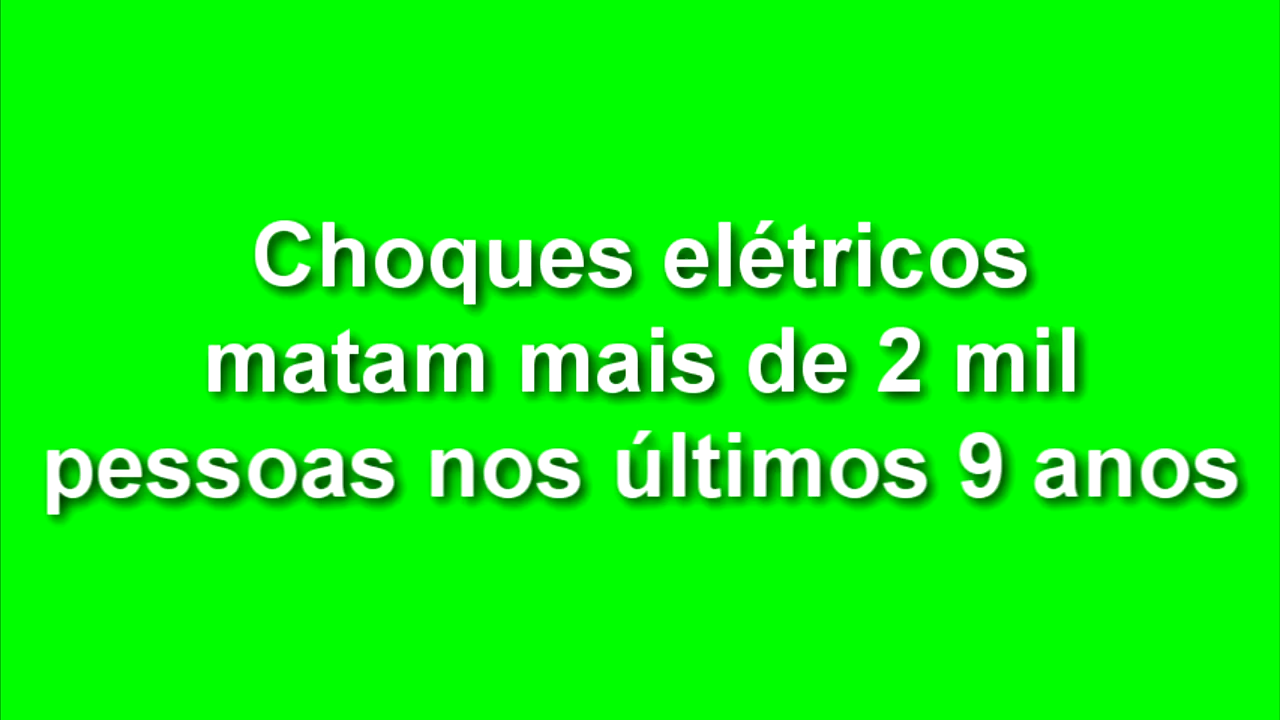 Choques elétricos
matam mais de 2 mil
pessoas nos últimos 9 anos